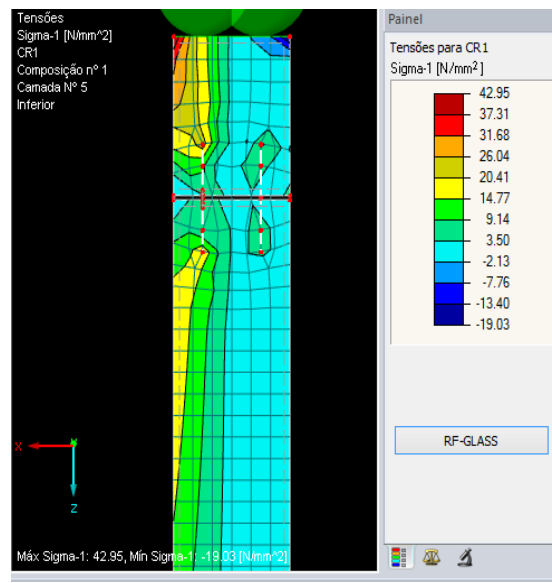 Tensões
Sigma-1 [N/mm^2]
CR1
Composição nº 1
Camada Nº 5
Inferior
X
Z
Máx Sigma-1: 42.95, Mín Sigma-1: -19.03 [N/mm^2]
Painel
Tensões para CR1
Sigma-1 [N/mm²]
42.95
37.31
31.68
26.04
20.41
14.77
9.14
3.50
-2.13
-7.76
-13.40
-19.03
RF-GLASS